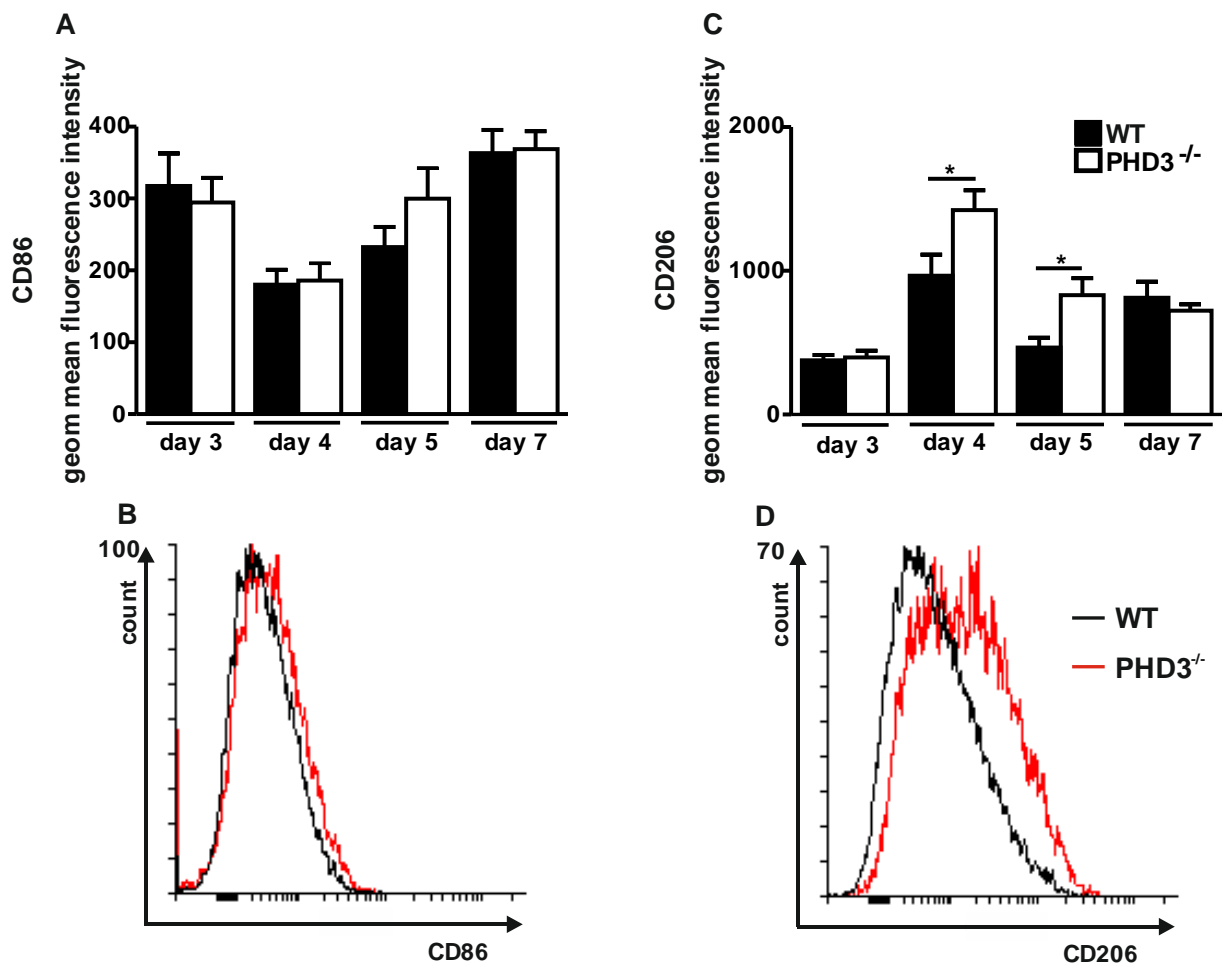 A
CD86
geom mean fluorescence intensity
400
300
200
100
0
day 3
day 4
day 5
day 7
C
CD206
geom mean fluorescence intensity
2000
1000
0
WT
PHD3 -/-
*
*
day 3
day 4
day 5
day 7
B
100
count
CD86
D
70
count
WT
PHD3-/-
CD206